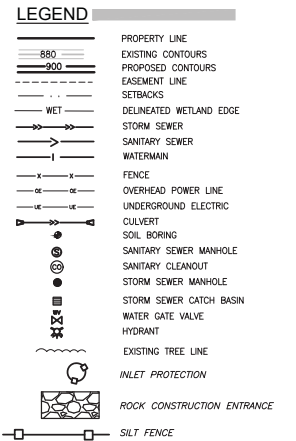 LEGEND
PROPERTY LINE
880 EXISTING CONTOURS
900 PROPOSED CONTOURS
EASEMENT LINE
SETBACKS
WET DELINEATED WETLAND EDGE
>> >> STORM SEWER
> SANITARY SEWER
I WATERMAIN
X X FENCE
OE OE OVERHEAD POWER LINE
UE UE UNDERGROUND ELECTRIC
>> CULVERT
SOIL BORING
S SANITARY SEWER MANHOLE
CO SANITARY CLEANOUT
STORM SEWER MANHOLE
STORM SEWER CATCH BASIN
WATER GATE VALVE
HYDRANT
EXISTING TREE LINE
INLET PROTECTION
ROCK CONSTRUCTION ENTRANCE
SILT FENCE